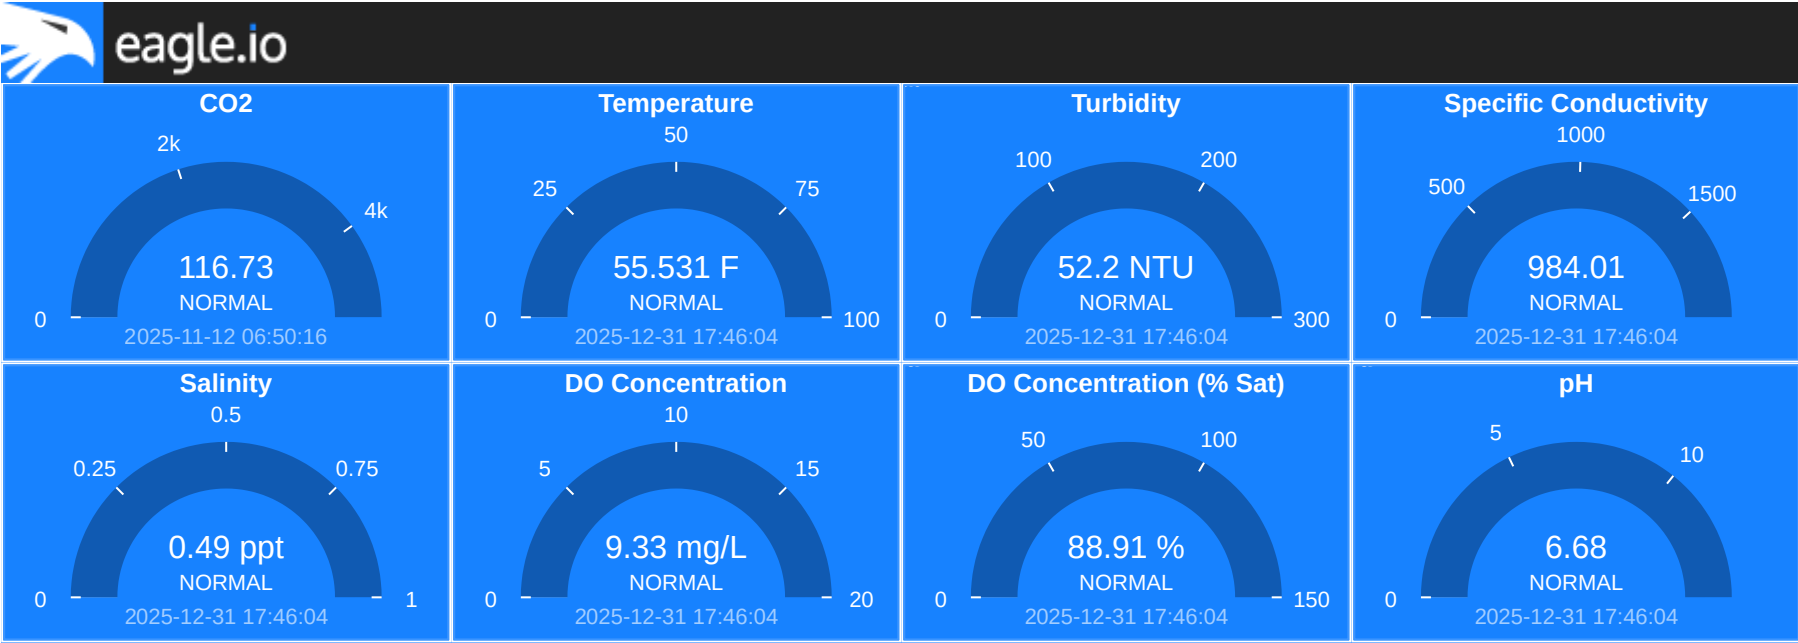 eagle.io
CO2
2k
4k
116.73
NORMAL
0
2025-11-12 06:50:16
Temperature
50
25
75
55.531 F
NORMAL
0
100
2025-12-31 17:46:04
Turbidity
100
200
52.2 NTU
NORMAL
0
300
2025-12-31 17:46:04
Specific Conductivity
1000
500
1500
984.01
NORMAL
0
2025-12-31 17:46:04
Salinity
0.5
0.25
0.75
0.49 ppt
NORMAL
0
1
2025-12-31 17:46:04
DO Concentration
10
5
15
9.33 mg/L
NORMAL
0
20
2025-12-31 17:46:04
DO Concentration (% Sat)
50
100
88.91 %
NORMAL
0
150
2025-12-31 17:46:04
pH
5
10
6.68
NORMAL
0
2025-12-31 17:46:04